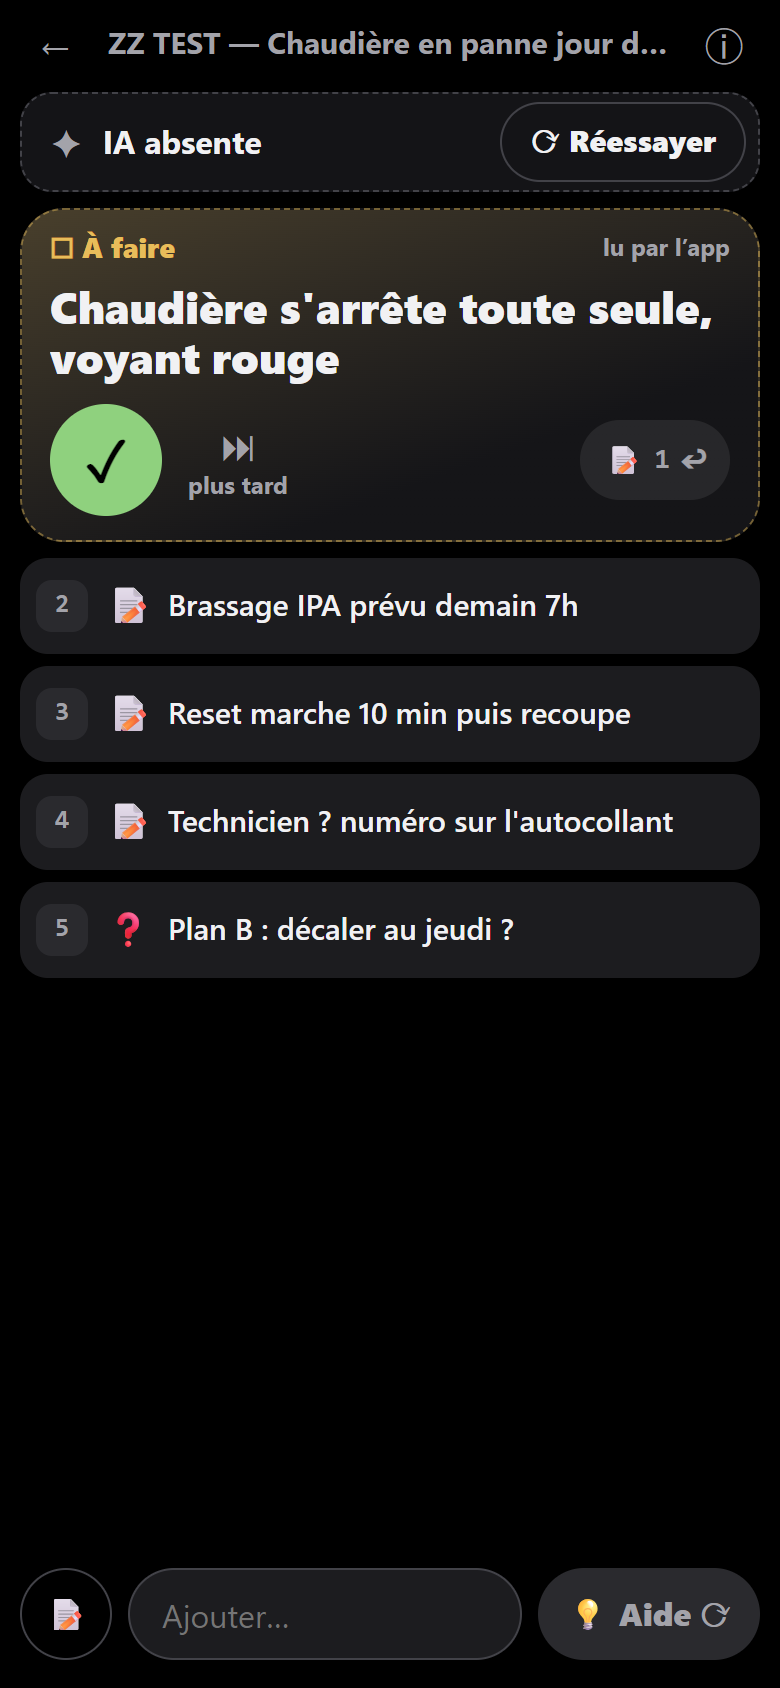 ← ZZ TEST — Chaudière en panne jour d... ⓘ
✦ IA absente ⟳ Réessayer
☐ À faire lu par l’app
Chaudière s'arrête toute seule,
voyant rouge
✓ ⏭ plus tard 📝 1 ↩
2 📝 Brassage IPA prévu demain 7h
3 📝 Reset marche 10 min puis recoupe
4 📝 Technicien ? numéro sur l'autocollant
5 ❓ Plan B : décaler au jeudi ?
📝 Ajouter... 💡 Aide ⟳